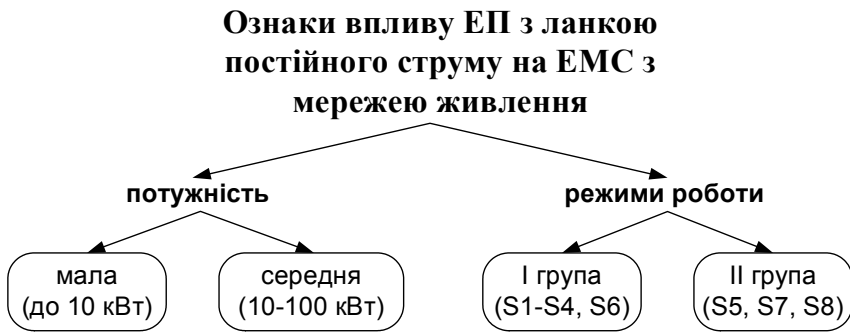 Ознаки впливу ЕП з ланкою
постійного струму на ЕМС з
мережею живлення
потужність
режими роботи
мала
(до 10 кВт)
середня
(10-100 кВт)
І група
(S1-S4, S6)
ІІ група
(S5, S7, S8)